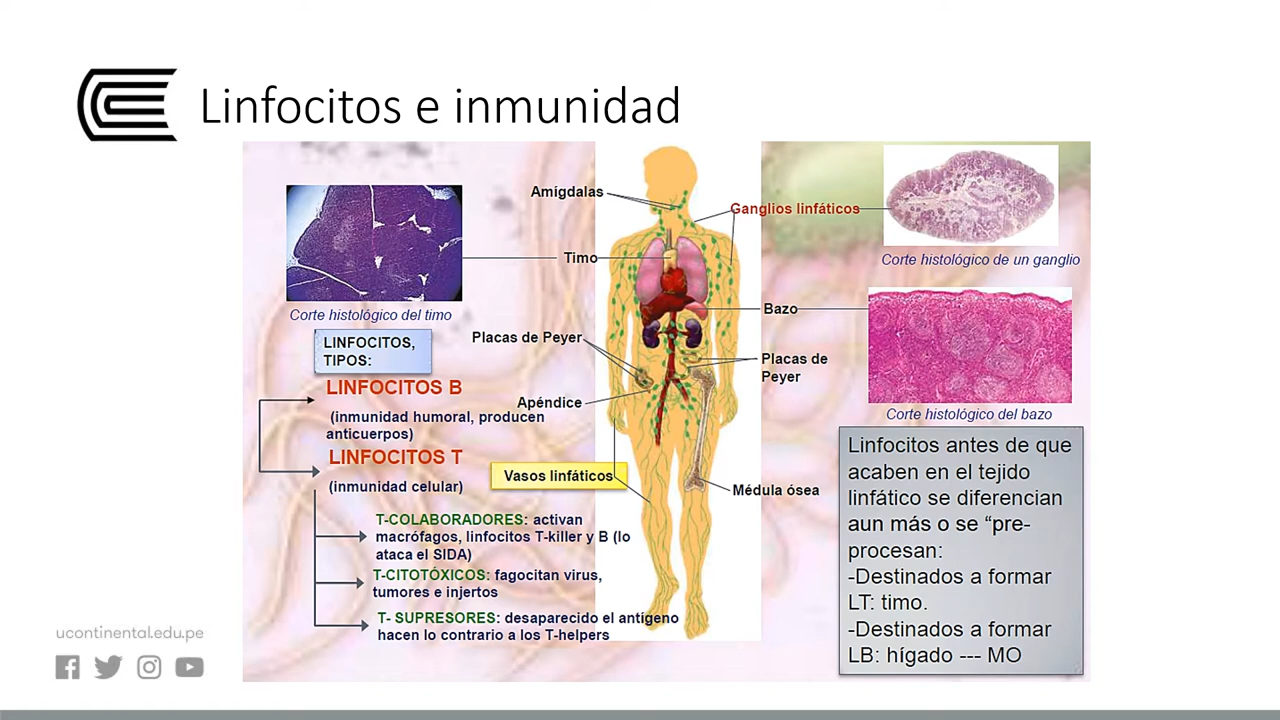 Linfocitos e inmunidad
Amígdalas
Ganglios linfáticos
Timo
Corte histológico de un ganglio
Corte histológico del timo
Bazo
LINFOCITOS,
TIPOS:
Placas de Peyer
Placas de
Peyer
LINFOCITOS B
(inmunidad humoral, producen
anticuerpos)
Apéndice
Corte histológico del bazo
LINFOCITOS T
(inmunidad celular)
Vasos linfáticos
Médula ósea
T-COLABORADORES: activan
macrófagos, linfocitos T-killer y B (lo
ataca el SIDA)
T-CITOTÓXICOS: fagocitan virus,
tumores e injertos
T- SUPRESORES: desaparecido el antígeno
hacen lo contrario a los T-helpers
Linfocitos antes de que
acaben en el tejido
linfático se diferencian
aun más o se “pre-
procesan:
-Destinados a formar
LT: timo.
-Destinados a formar
LB: hígado --- MO
ucontinental.edu.pe